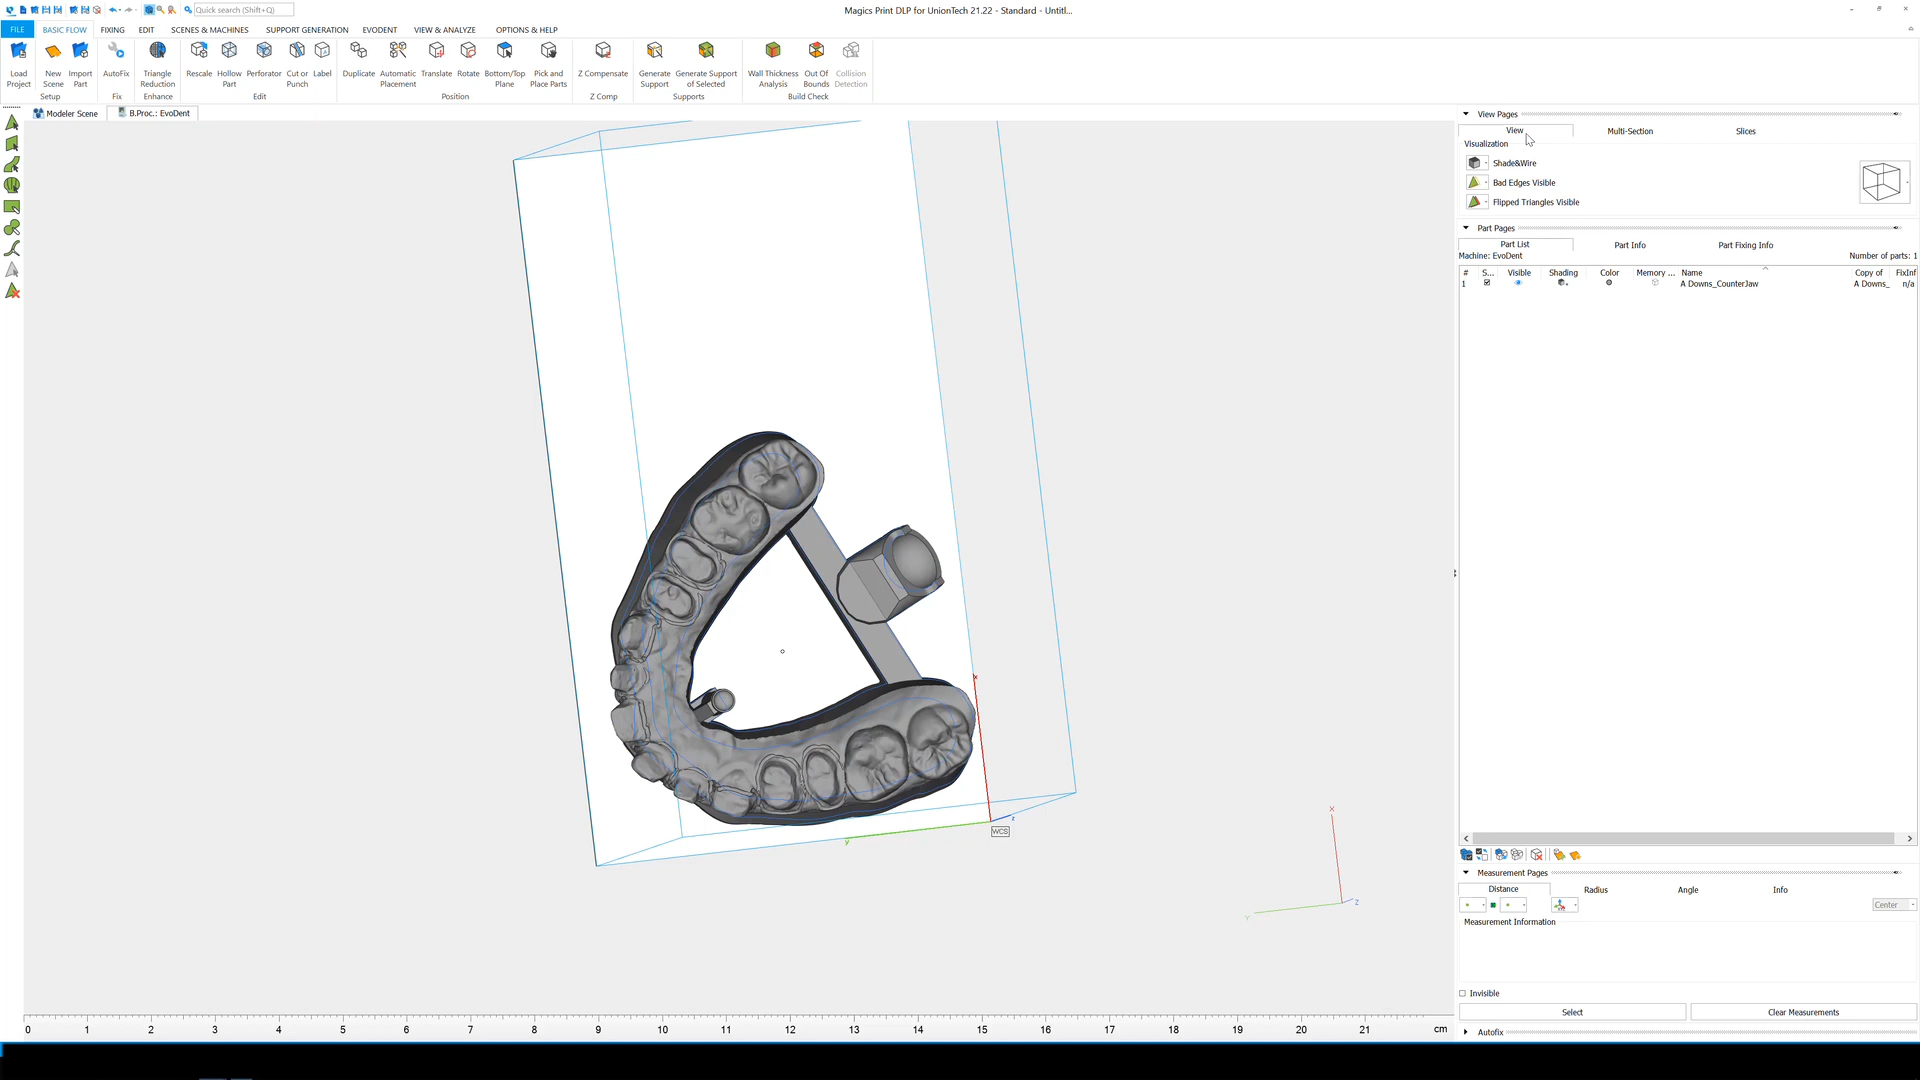 Quick search (Shift+Q)
Magics Print DLP for UnionTech 21.22 - Standard - Untitl...
FILE BASIC FLOW FIXING EDIT SCENES & MACHINES SUPPORT GENERATION EVODENT VIEW & ANALYZE OPTIONS & HELP
Load Project New Scene Import Part AutoFix Triangle Reduction Rescale Hollow Part Perforator Cut or Punch Label Duplicate Automatic Placement Translate Rotate Bottom/Top Plane Pick and Place Parts Z Compensate Generate Support Generate Support of Selected Wall Thickness Analysis Out Of Bounds Collision Detection
Setup Fix Enhance Edit Position Z Comp Supports Build Check
Modeler Scene B.Proc.: EvoDent
View Pages
View Multi-Section Slices
Visualization
Shade&Wire
Bad Edges Visible
Flipped Triangles Visible
Part Pages
Part List Part Info Part Fixing Info
Machine: EvoDent Number of parts: 1
# S... Visible Shading Color Memory ... Name Copy of FixInf
1 A Downs_CounterJaw A Downs_ n/a
x
z
WCS
y
X
Z
Y
Measurement Pages
Distance Radius Angle Info
Center
Measurement Information
Invisible
Select Clear Measurements
Autofix
0 1 2 3 4 5 6 7 8 9 10 11 12 13 14 15 16 17 18 19 20 21 cm